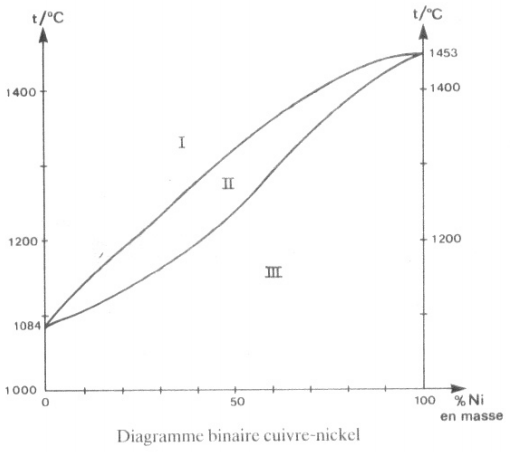 t/°C
t/°C
1453
1400
1400
I
II
1200
1200
III
1084
1000
0
50
100
% Ni
en masse
Diagramme binaire cuivre-nickel